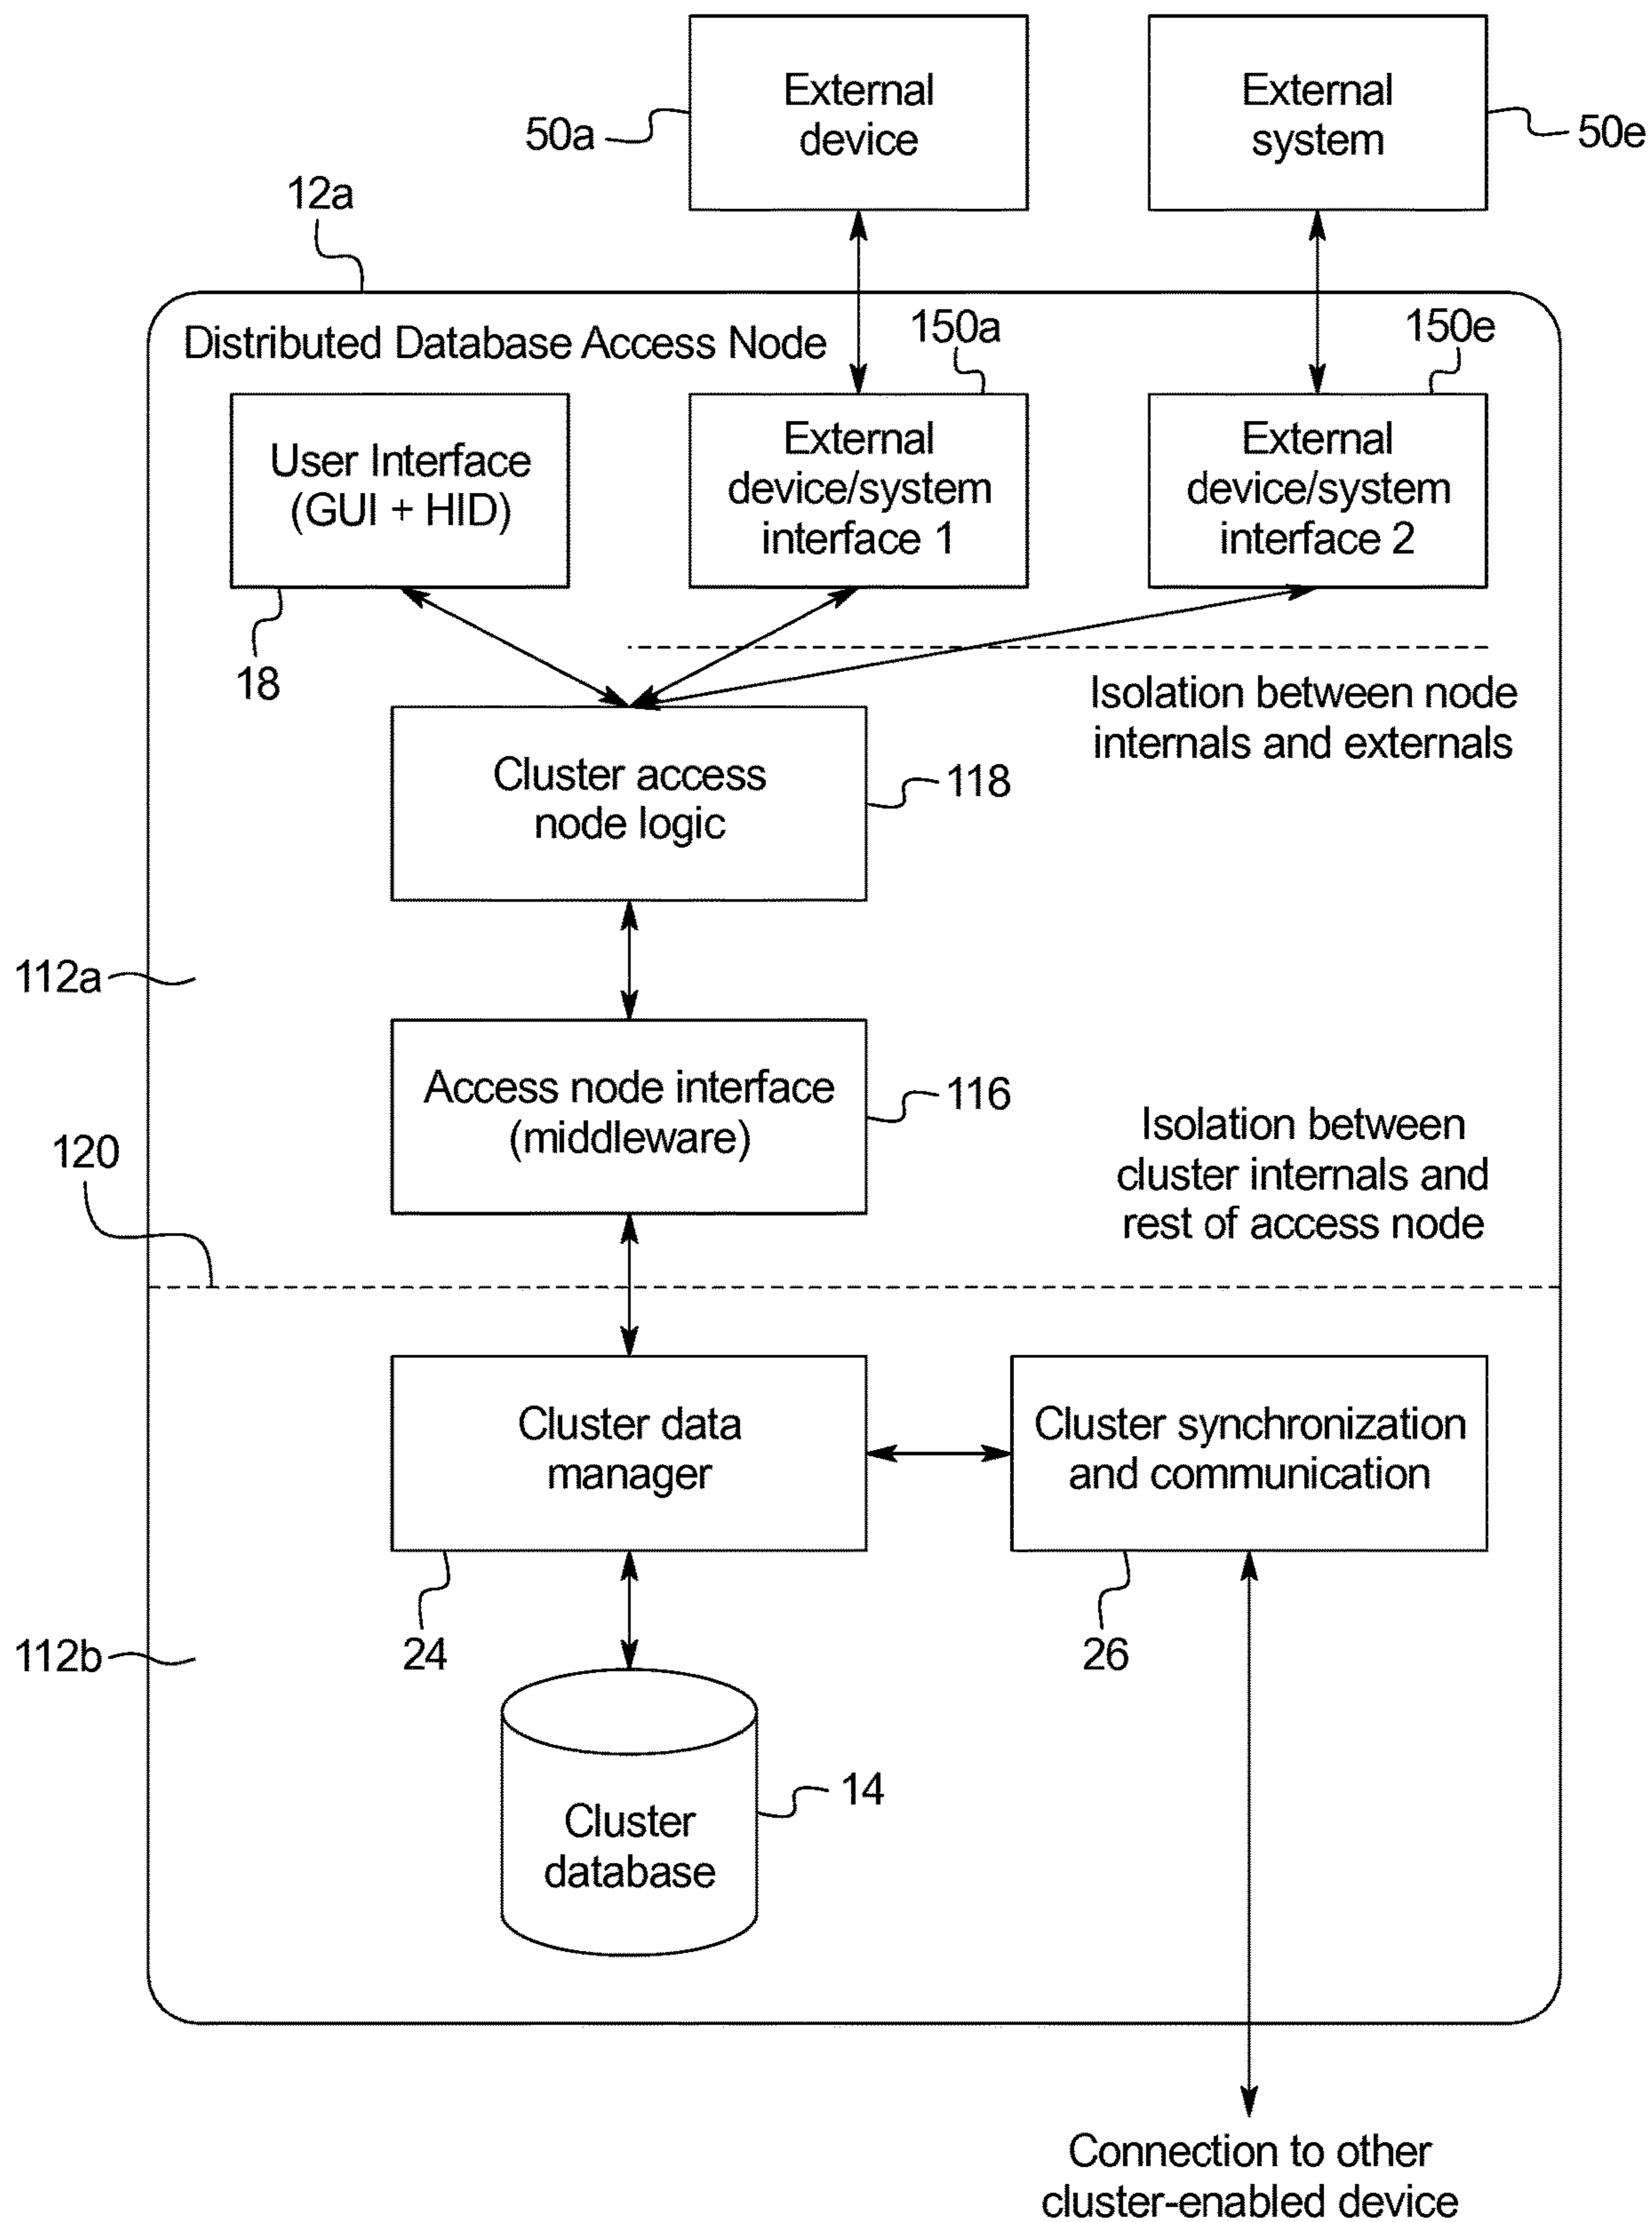 External
device
External
system
50a
50e
12a
Distributed Database Access Node
150a
150e
User Interface
(GUI + HID)
External
device/system
interface 1
External
device/system
interface 2
18
Isolation between node
internals and externals
Cluster access
node logic
118
112a
Access node interface
(middleware)
116
Isolation between
cluster internals and
rest of access node
120
Cluster data
manager
Cluster synchronization
and communication
24
26
112b
14
Cluster
database
Connection to other
cluster-enabled device